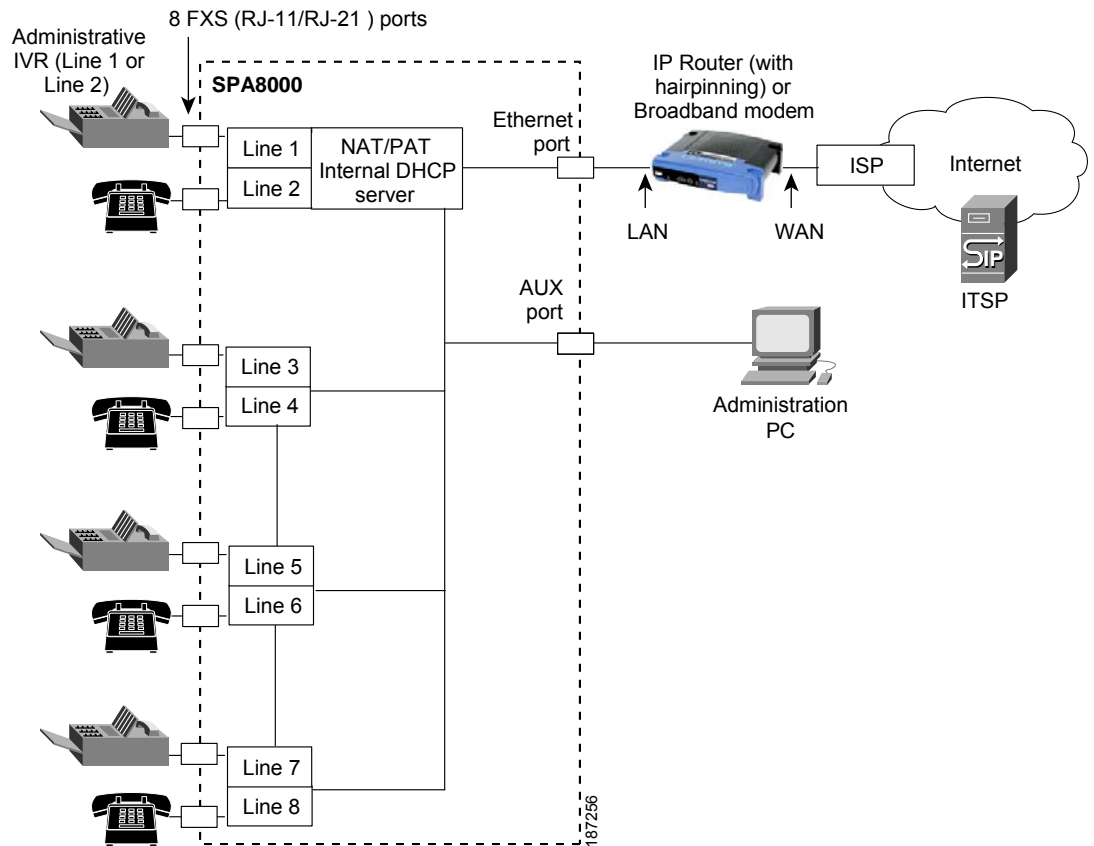 8 FXS (RJ-11/RJ-21 ) ports
Administrative
IVR (Line 1 or
Line 2)
SPA8000
Line 1
Line 2
NAT/PAT
Internal DHCP
server
Ethernet
port
IP Router (with
hairpinning) or
Broadband modem
LAN
WAN
ISP
Internet
SIP
ITSP
AUX
port
Administration
PC
Line 3
Line 4
Line 5
Line 6
Line 7
Line 8
187256